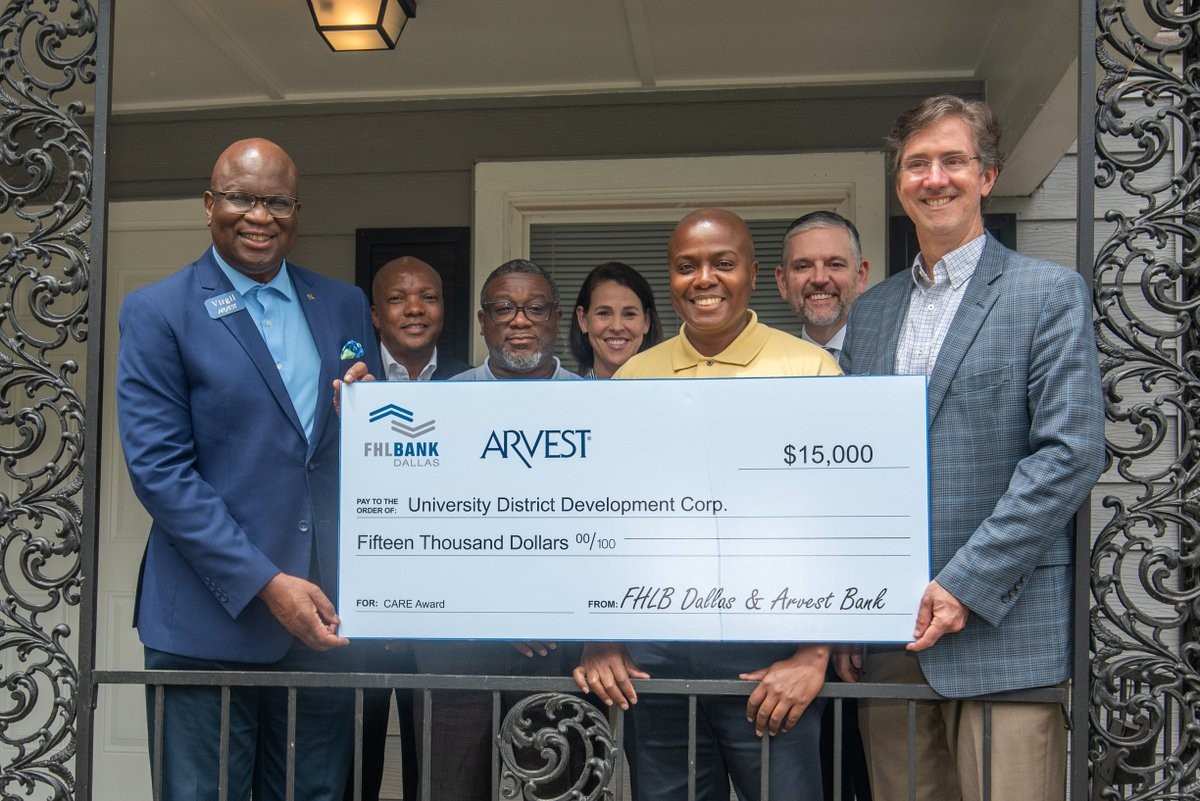 Virgil
ARVEST
FHLBANK
DALLAS
ARVEST®
$15,000
PAY TO THE
ORDER OF:
University District Development Corp.
Fifteen Thousand Dollars 00/100
FOR: CARE Award
FROM: FHLB Dallas & Arvest Bank